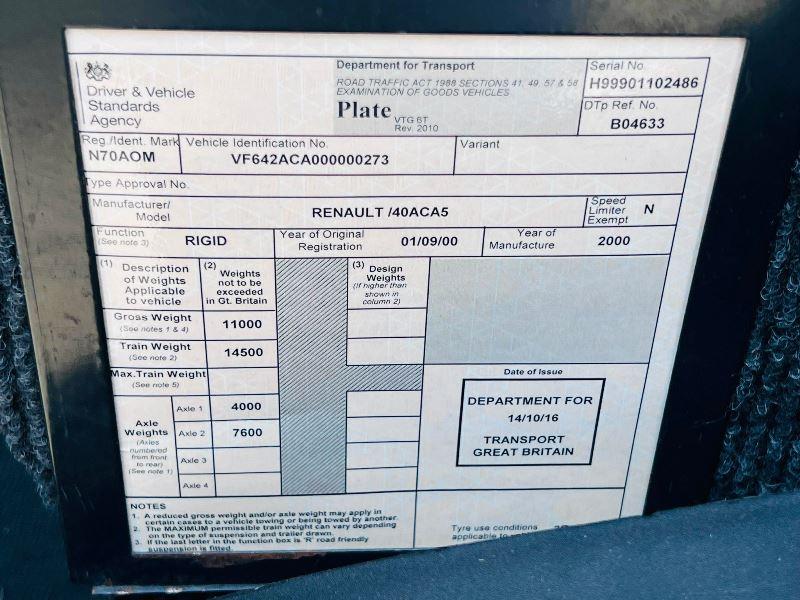 Driver & Vehicle
Standards
Agency
Department for Transport
ROAD TRAFFIC ACT 1988 SECTIONS 41, 49, 57 & 58
EXAMINATION OF GOODS VEHICLES
Plate VTG 6T
Rev. 2010
Serial No.
H99901102486
DTp Ref. No.
B04633
Reg./Ident. Mark
N70AOM
Vehicle Identification No.
VF642ACA000000273
Variant
Type Approval No.
Manufacturer/
Model
RENAULT /40ACA5
Speed
Limiter
Exempt
N
Function
(See note 3)
RIGID
Year of Original
Registration
01/09/00
Year of
Manufacture
2000
(1) Description
of Weights
Applicable
to vehicle
(2) Weights
not to be
exceeded
in Gt. Britain
(3) Design
Weights
(If higher than
shown in
column 2)
Gross Weight
(See notes 1 & 4)
11000
Train Weight
(See note 2)
14500
Max.Train Weight
(See note 5)
Axle
Weights
(Axles
numbered
from front
to rear)
(See note 1)
Axle 1
4000
Axle 2
7600
Axle 3
Axle 4
Date of Issue
DEPARTMENT FOR
14/10/16
TRANSPORT
GREAT BRITAIN
NOTES
1. A reduced gross weight and/or axle weight may apply in
certain cases to a vehicle towing or being towed by another.
2. The MAXIMUM permissible train weight can vary depending
on the type of suspension and trailer drawn.
3. If the last letter in the function box is 'R' road friendly
suspension is fitted.
Tyre use conditions
applicable to